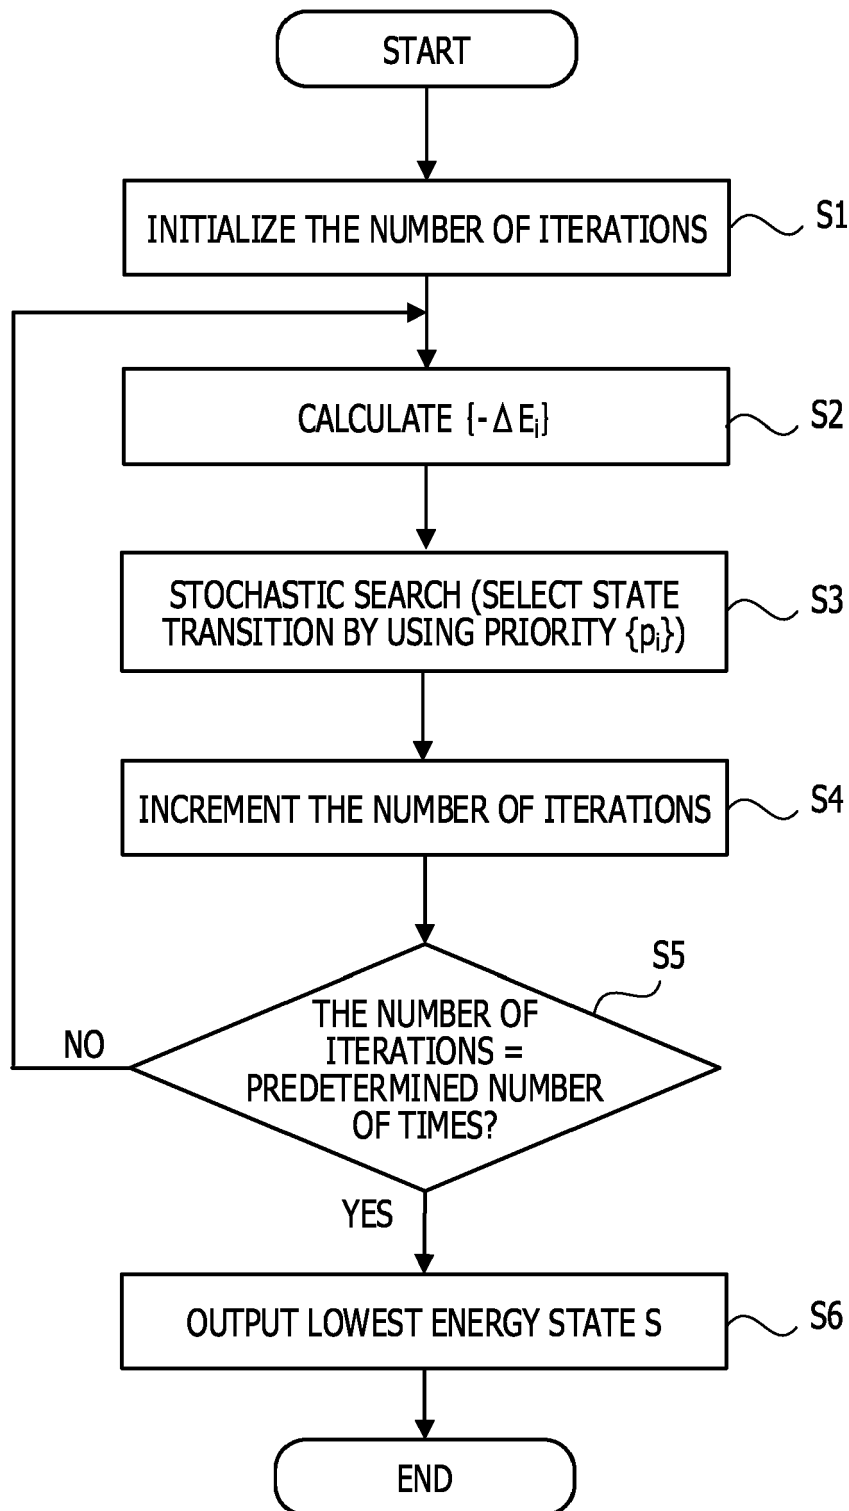 START
INITIALIZE THE NUMBER OF ITERATIONS
S1
CALCULATE {-ΔEi}
S2
STOCHASTIC SEARCH (SELECT STATE
TRANSITION BY USING PRIORITY {pi})
S3
INCREMENT THE NUMBER OF ITERATIONS
S4
S5
THE NUMBER OF
ITERATIONS =
PREDETERMINED NUMBER
OF TIMES?
NO
YES
OUTPUT LOWEST ENERGY STATE S
S6
END